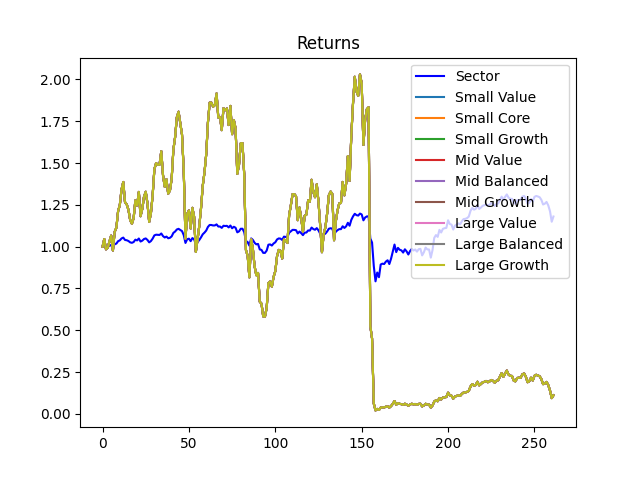 Returns
2.00
1.75
1.50
1.25
1.00
0.75
0.50
0.25
0.00
0
50
100
150
200
250
Sector
Small Value
Small Core
Small Growth
Mid Value
Mid Balanced
Mid Growth
Large Value
Large Balanced
Large Growth